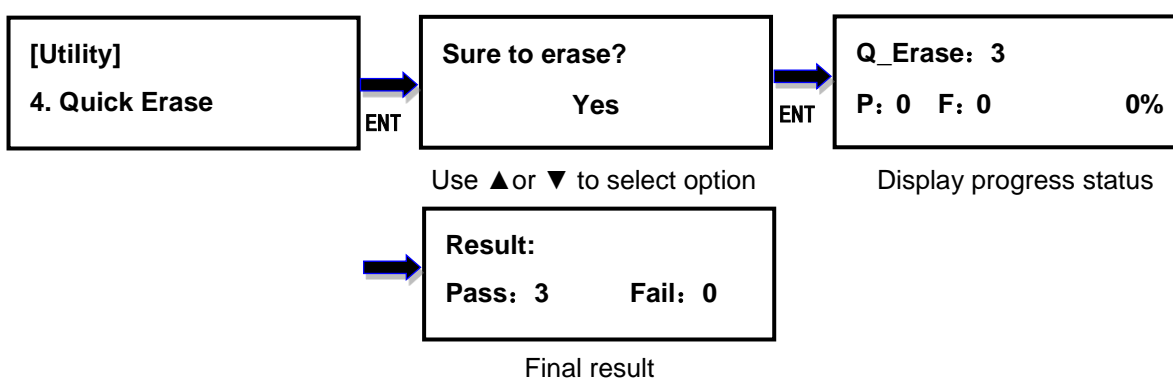 [Utility]
4. Quick Erase
ENT
Sure to erase?
Yes
Use ▲or ▼ to select option
ENT
Q_Erase：3
P：0 F：0 0%
Display progress status
Result:
Pass：3 Fail：0
Final result